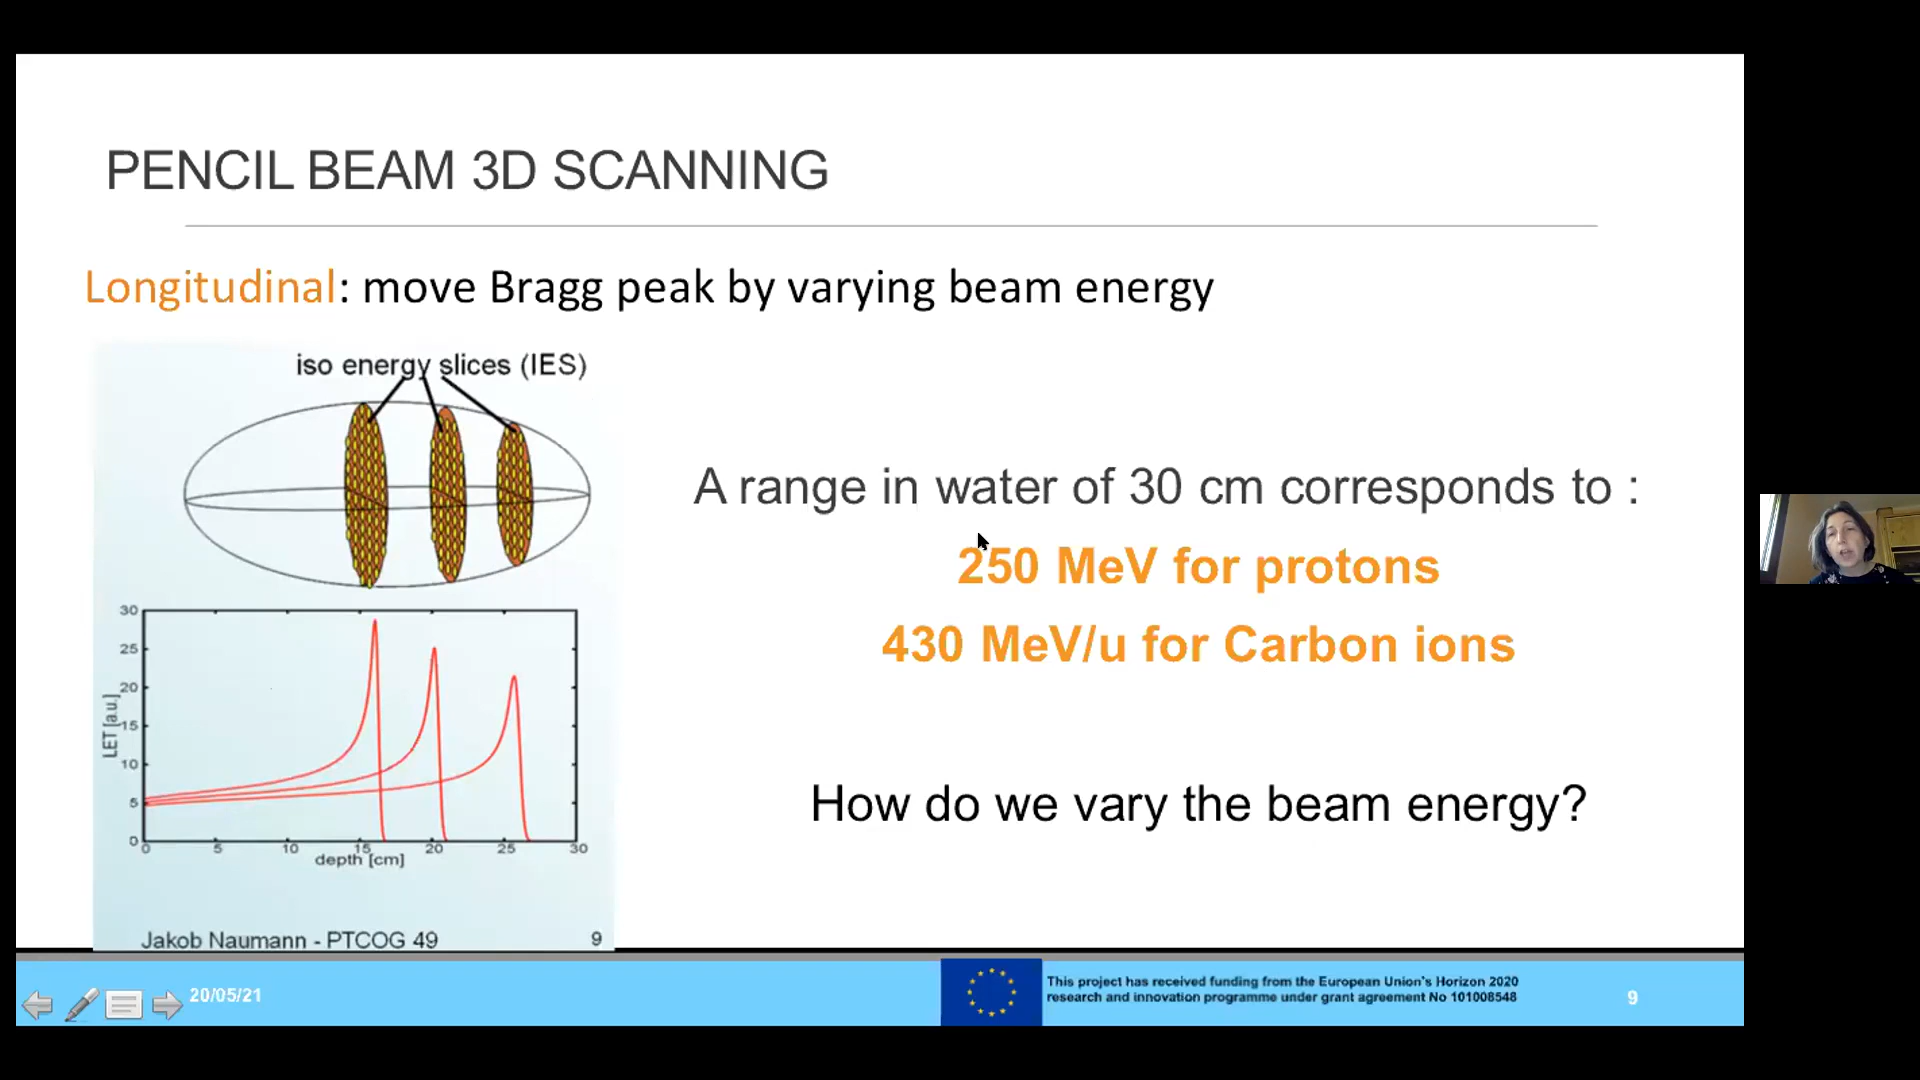 PENCIL BEAM 3D SCANNING
Longitudinal: move Bragg peak by varying beam energy
iso energy slices (IES)
30
25
20
15
10
5
0
LET [a.u.]
0 5 10 15 20 25 30
depth [cm]
Jakob Naumann - PTCOG 49 9
A range in water of 30 cm corresponds to :
250 MeV for protons
430 MeV/u for Carbon ions
How do we vary the beam energy?
20/05/21
This project has received funding from the European Union's Horizon 2020
research and innovation programme under grant agreement No 101008548
9